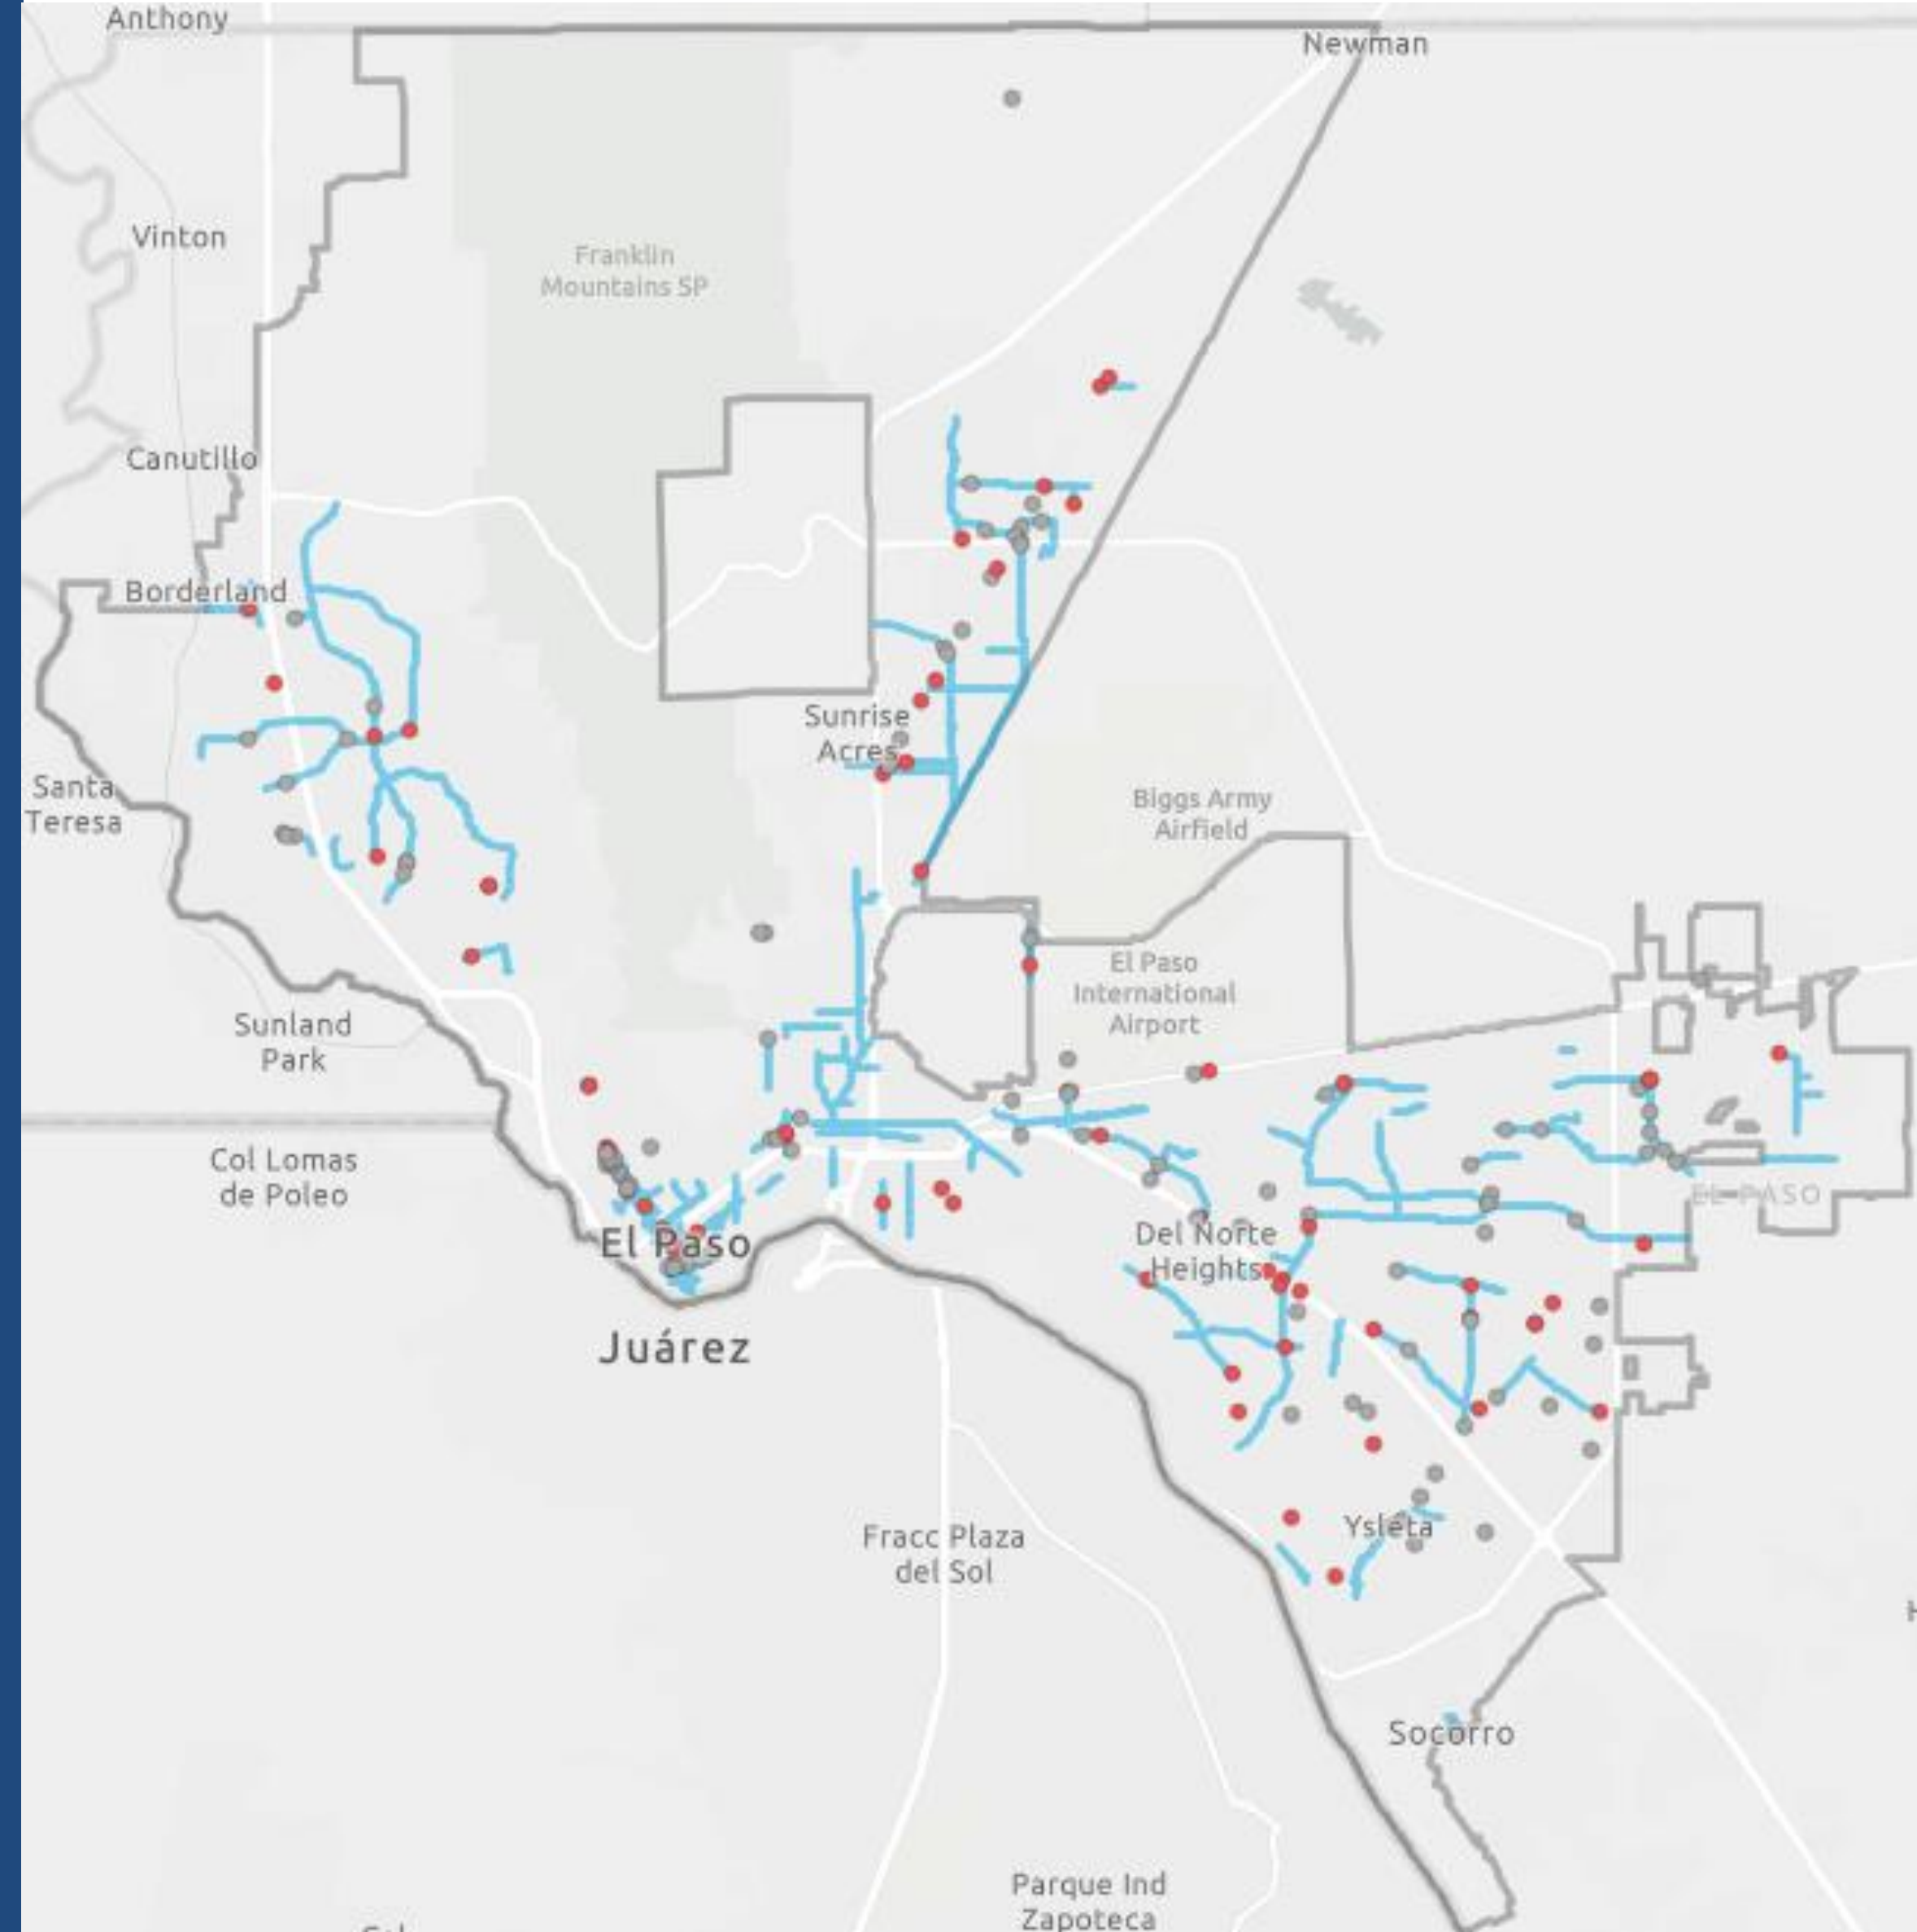 Anthony
Newman
Vinton
Franklin
Mountains SP
Canutillo
Borderland
Sunrise
Acres
Santa
Teresa
Biggs Army
Airfield
El Paso
International
Airport
Sunland
Park
Col Lomas
de Poleo
EL PASO
El Paso
Del Norte
Heights
Juárez
Fracc Plaza
del Sol
Ysleta
Socorro
Parque Ind
Zapoteca